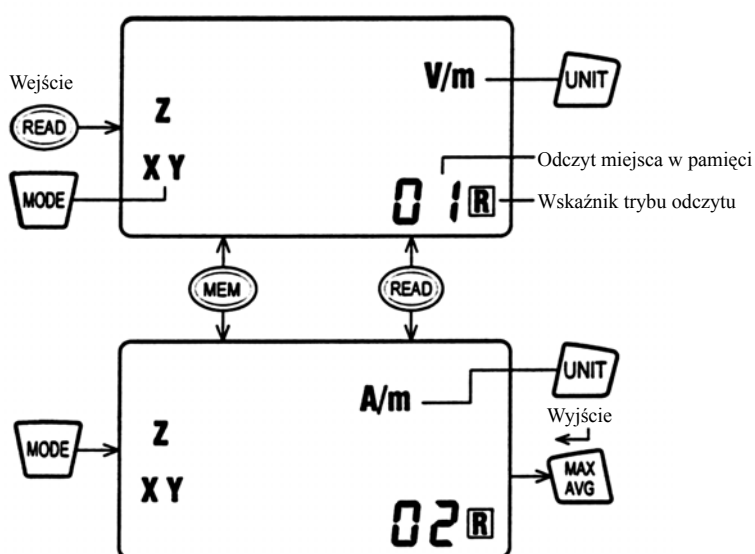 V/m
UNIT
Wejście
READ
Z
X Y
MODE
Odczyt miejsca w pamięci
01 R
Wskaźnik trybu odczytu
MEM
READ
A/m
UNIT
Wyjście
MODE
Z
X Y
MAX
AVG
02 R